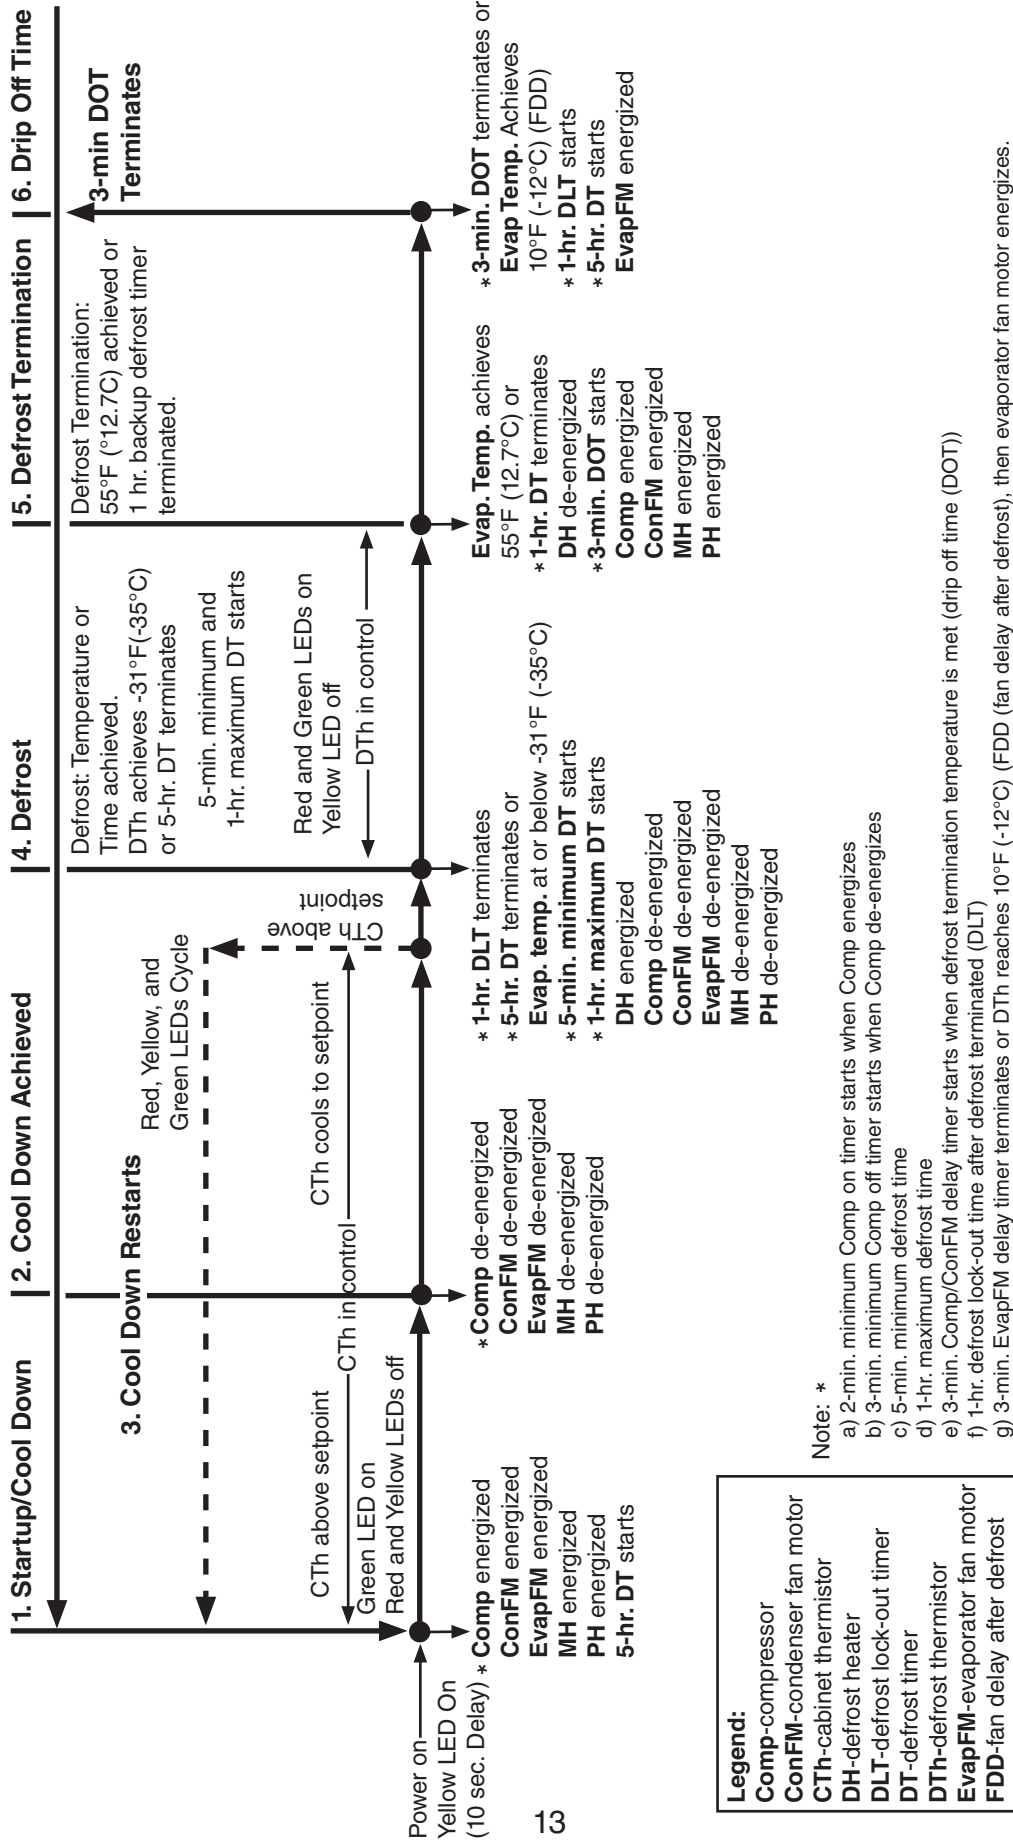 1. Startup/Cool Down
2. Cool Down Achieved
4. Defrost
5. Defrost Termination
6. Drip Off Time
3. Cool Down Restarts
Red, Yellow, and
Green LEDs Cycle
CTh above setpoint
CTh in control
CTh cools to setpoint
Green LED on
Red and Yellow LEDs off
CTh above
setpoint
Defrost: Temperature or
Time achieved.
DTh achieves -31°F(-35°C)
or 5-hr. DT terminates
5-min. minimum and
1-hr. maximum DT starts
Red and Green LEDs on
Yellow LED off
DTh in control
Defrost Termination:
55°F (°12.7C) achieved or
1 hr. backup defrost timer
terminated.
3-min DOT
Terminates
Power on
Yellow LED On
(10 sec. Delay)
* Comp energized
ConFM energized
EvapFM energized
MH energized
PH energized
5-hr. DT starts
* Comp de-energized
ConFM de-energized
EvapFM de-energized
MH de-energized
PH de-energized
* 1-hr. DLT terminates
* 5-hr. DT terminates or
Evap. temp. at or below -31°F (-35°C)
* 5-min. minimum DT starts
* 1-hr. maximum DT starts
DH energized
Comp de-energized
ConFM de-energized
EvapFM de-energized
MH de-energized
PH de-energized
Evap. Temp. achieves
55°F (12.7°C) or
* 1-hr. DT terminates
DH de-energized
* 3-min. DOT starts
Comp energized
ConFM energized
MH energized
PH energized
* 3-min. DOT terminates or
Evap Temp. Achieves
10°F (-12°C) (FDD)
* 1-hr. DLT starts
* 5-hr. DT starts
EvapFM energized
Legend:
Comp-compressor
ConFM-condenser fan motor
CTh-cabinet thermistor
DH-defrost heater
DLT-defrost lock-out timer
DT-defrost timer
DTh-defrost thermistor
EvapFM-evaporator fan motor
FDD-fan delay after defrost
Note: *
a) 2-min. minimum Comp on timer starts when Comp energizes
b) 3-min. minimum Comp off timer starts when Comp de-energizes
c) 5-min. minimum defrost time
d) 1-hr. maximum defrost time
e) 3-min. Comp/ConFM delay timer starts when defrost termination temperature is met (drip off time (DOT))
f) 1-hr. defrost lock-out time after defrost terminated (DLT)
g) 3-min. EvapFM delay timer terminates or DTh reaches 10°F (-12°C) (FDD (fan delay after defrost), then evaporator fan motor energizes.
13